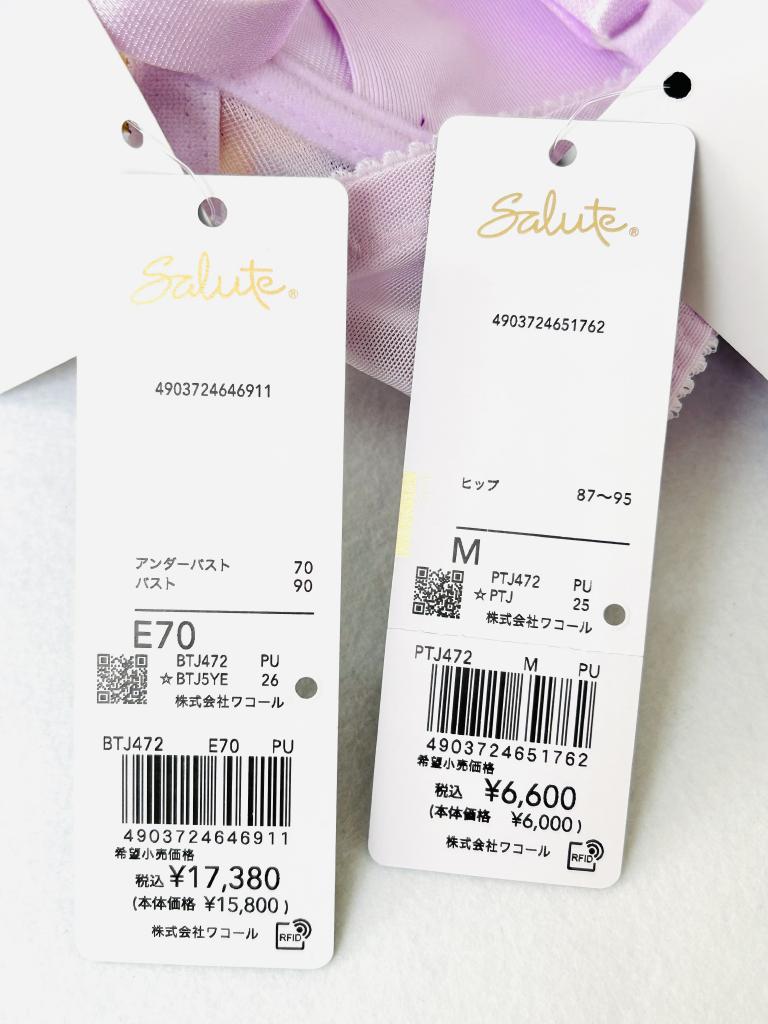 Salute®
4903724646911
アンダーバスト 70
バスト 90
E70
BTJ472 PU
☆BTJ5YE 26
株式会社ワコール
BTJ472 E70 PU
4903724646911
希望小売価格
税込 ¥17,380
(本体価格 ¥15,800)
株式会社ワコール
RFID
Salute®
4903724651762
ヒップ 87〜95
M
PTJ472 PU
☆PTJ 25
株式会社ワコール
PTJ472 M PU
4903724651762
希望小売価格
税込 ¥6,600
(本体価格 ¥6,000)
株式会社ワコール
RFID